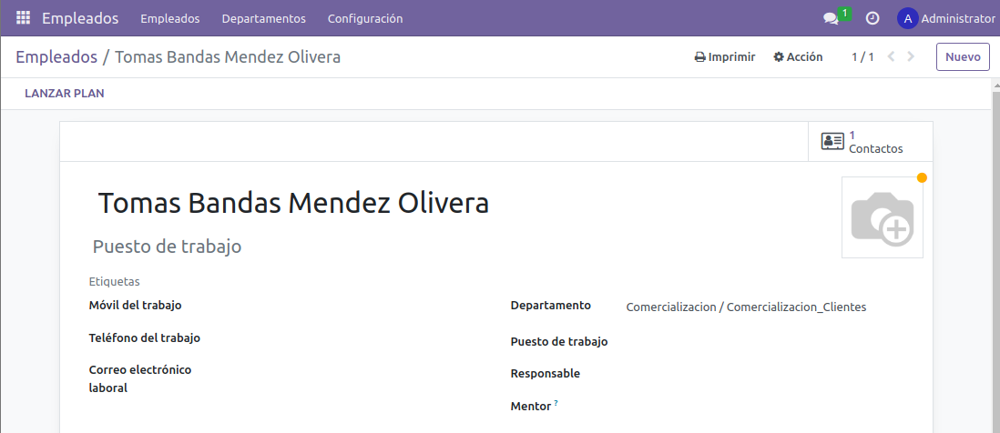 Empleados Empleados Departamentos Configuración 1 A Administrator
Empleados / Tomas Bandas Mendez Olivera Imprimir Acción 1 / 1 Nuevo
LANZAR PLAN
1
Contactos
Tomas Bandas Mendez Olivera
Puesto de trabajo
Etiquetas
Móvil del trabajo
Teléfono del trabajo
Correo electrónico
laboral
Departamento Comercializacion / Comercializacion_Clientes
Puesto de trabajo
Responsable
Mentor ?